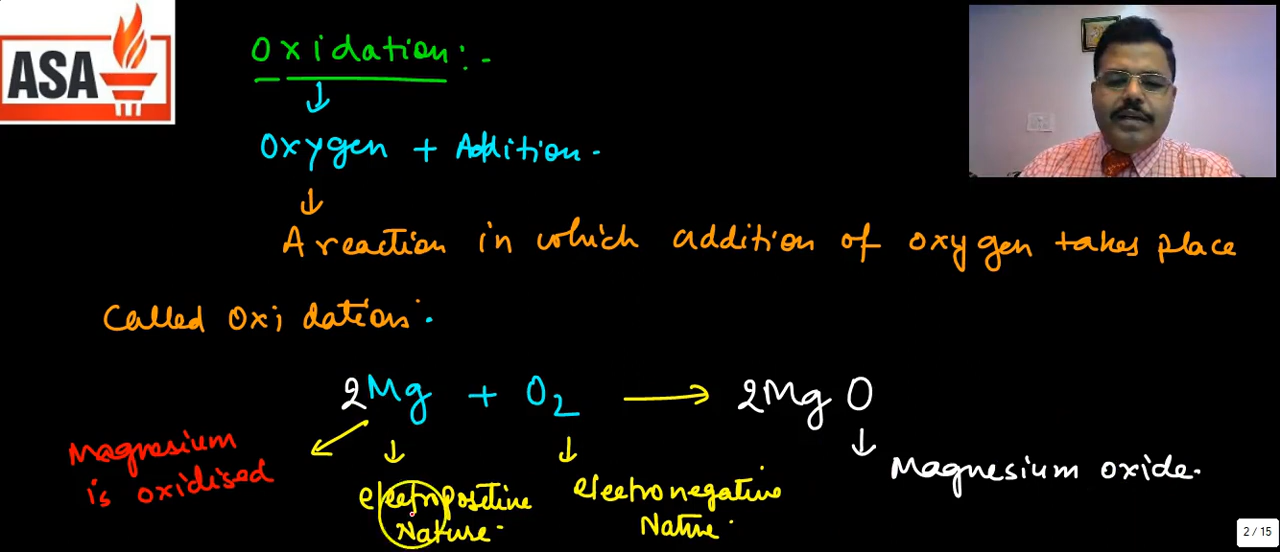 ASA
Oxidation:-
↓
Oxygen + Addition.
↓
A reaction in which addition of oxygen takes place
Called Oxidation.
2Mg + O2 → 2MgO
Magnesium
is oxidised
electropositive
Nature.
electronegative
Nature.
Magnesium oxide.
2 / 15